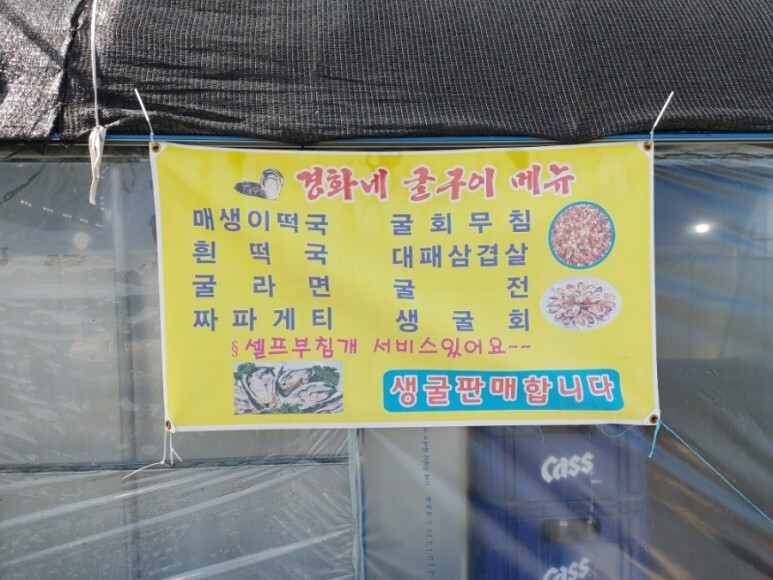 경화네 굴구이 메뉴
매생이떡국 굴회무침
흰떡국 대패삼겹살
굴라면 굴전
짜파게티 생굴회
§ 셀프부침개 서비스있어요~~
생굴판매합니다
Cass
Cass